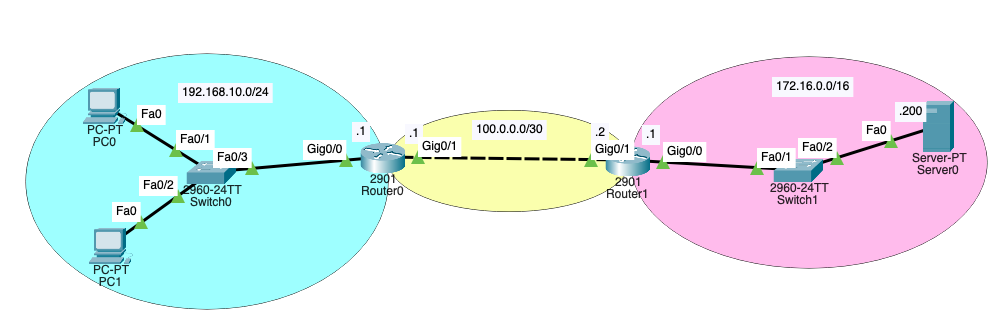 192.168.10.0/24
172.16.0.0/16
Fa0
PC-PT
PC0
Fa0/1
Fa0/3
Gig0/0
.1
.1
Gig0/1
100.0.0.0/30
.2
Gig0/1
.1
Gig0/0
Fa0/1
Fa0/2
Fa0
.200
Server-PT
Server0
2901
Router0
2901
Router1
2960-24TT
Switch1
2960-24TT
Switch0
Fa0/2
Fa0
PC-PT
PC1